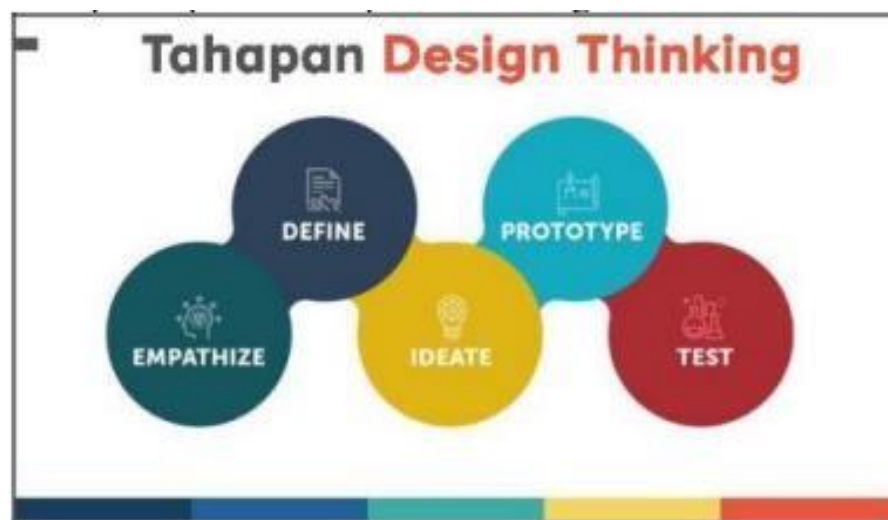 Tahapan Design Thinking
EMPATHIZE
DEFINE
IDEATE
PROTOTYPE
TEST